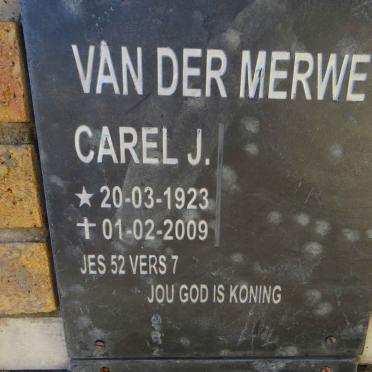 VAN DER MERWE
CAREL J.
★ 20-03-1923
✝ 01-02-2009
JES 52 VERS 7
JOU GOD IS KONING